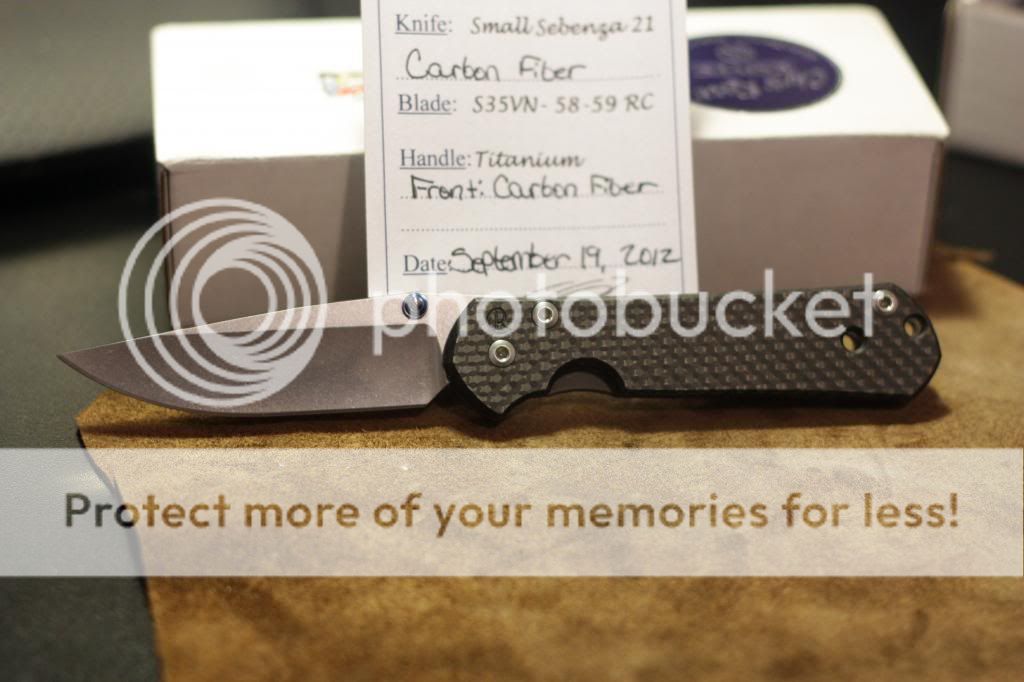 Knife: Small Sebenza 21
Carbon Fiber
Blade: S35VN - 58-59 RC
Handle: Titanium
Front: Carbon Fiber
Date: September 19, 2012
photobucket
Protect more of your memories for less!